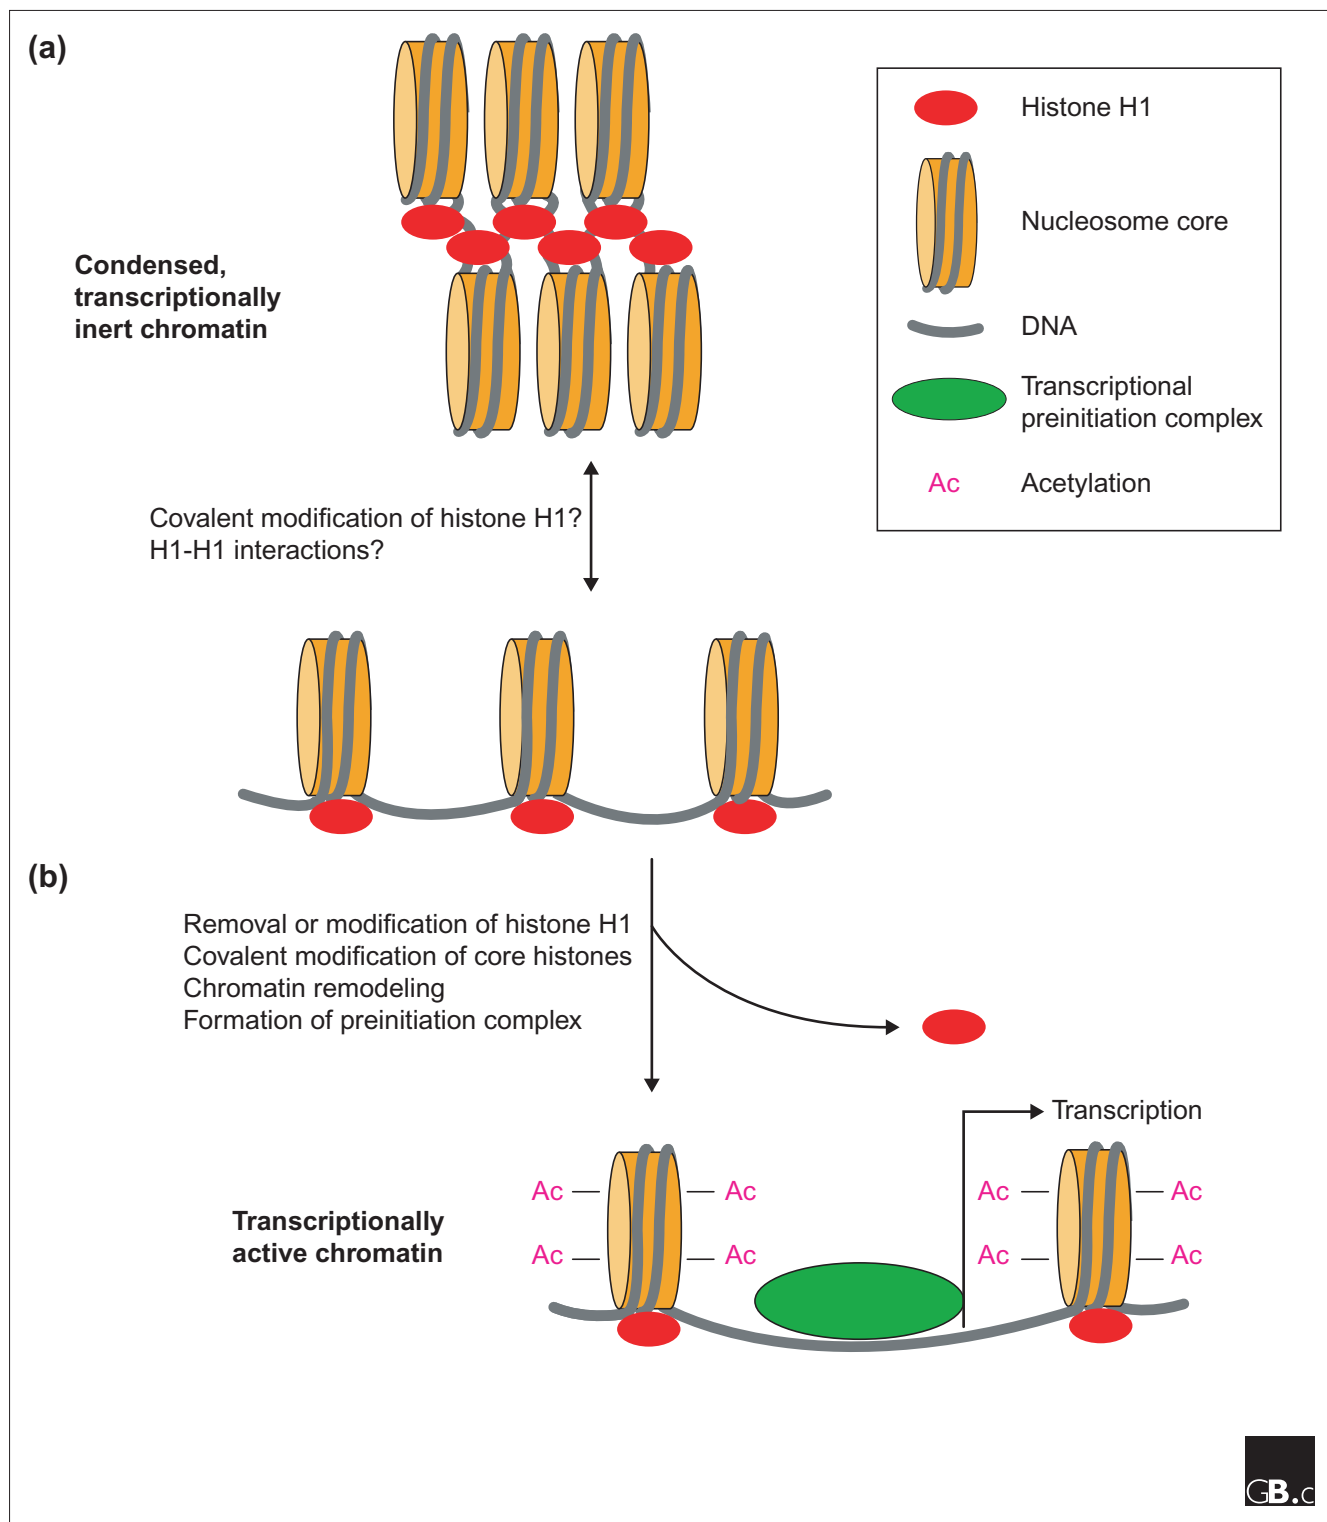 (a)
Histone H1
Nucleosome core
DNA
Transcriptional
preinitiation complex
Ac Acetylation
Condensed,
transcriptionally
inert chromatin
Covalent modification of histone H1?
H1-H1 interactions?
(b)
Removal or modification of histone H1
Covalent modification of core histones
Chromatin remodeling
Formation of preinitiation complex
Transcription
Ac Ac Ac Ac
Transcriptionally
active chromatin
Ac Ac Ac Ac
GB.c